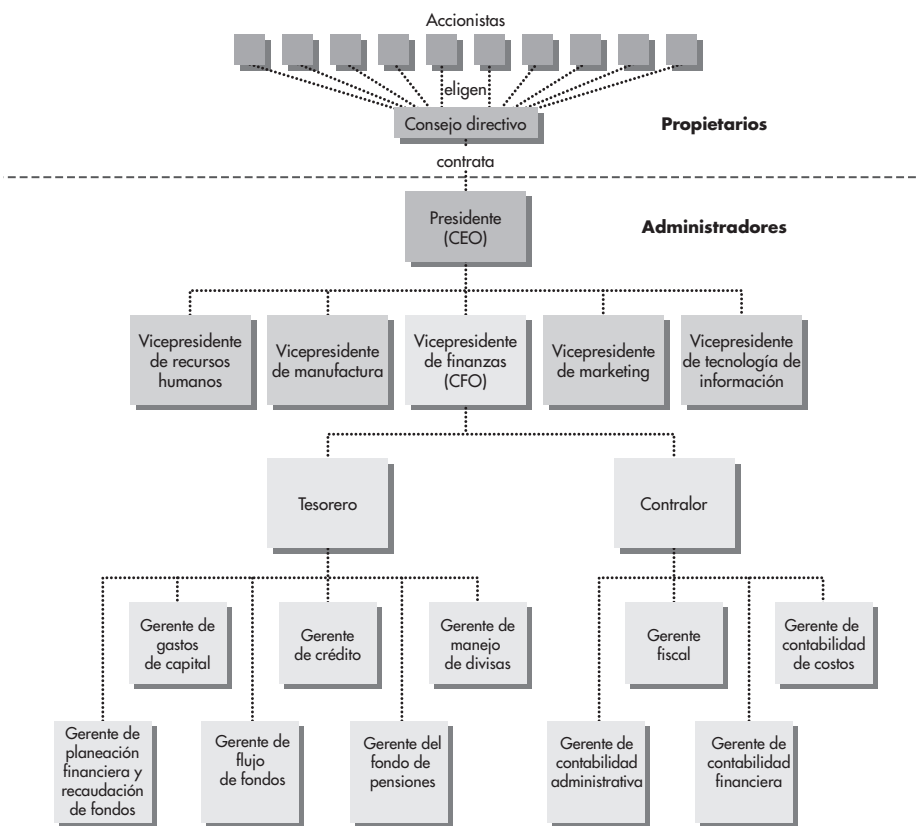 Accionistas
eligen
Consejo directivo
Propietarios
contrata
Presidente
(CEO)
Administradores
Vicepresidente
de recursos
humanos
Vicepresidente
de manufactura
Vicepresidente
de finanzas
(CFO)
Vicepresidente
de marketing
Vicepresidente
de tecnología de
información
Tesorero
Contralor
Gerente de
gastos
de capital
Gerente
de crédito
Gerente de
manejo
de divisas
Gerente
fiscal
Gerente de
contabilidad
de costos
Gerente de
planeación
financiera y
recaudación
de fondos
Gerente de
flujo
de fondos
Gerente del
fondo de
pensiones
Gerente de
contabilidad
administrativa
Gerente de
contabilidad
financiera